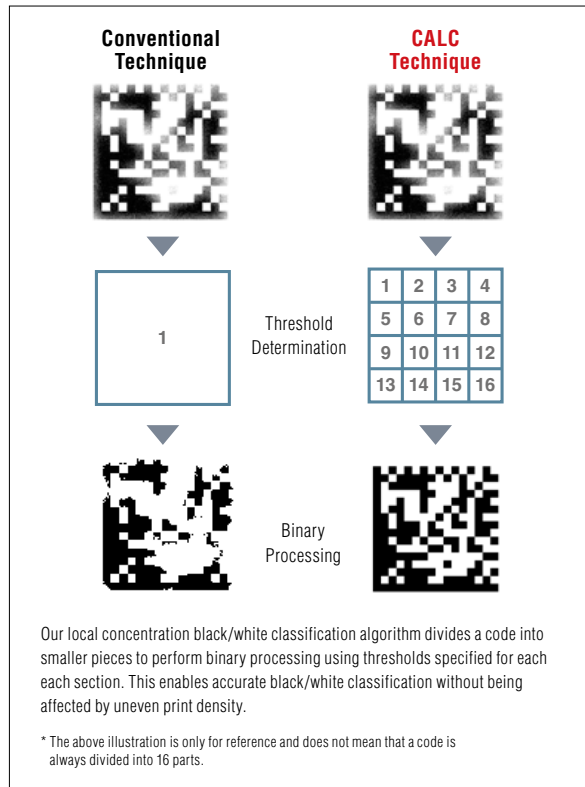 Conventional
Technique
CALC
Technique
1
Threshold
Determination
1 2 3 4
5 6 7 8
9 10 11 12
13 14 15 16
Binary
Processing
Our local concentration black/white classification algorithm divides a code into
smaller pieces to perform binary processing using thresholds specified for each
each section. This enables accurate black/white classification without being
affected by uneven print density.
* The above illustration is only for reference and does not mean that a code is
always divided into 16 parts.